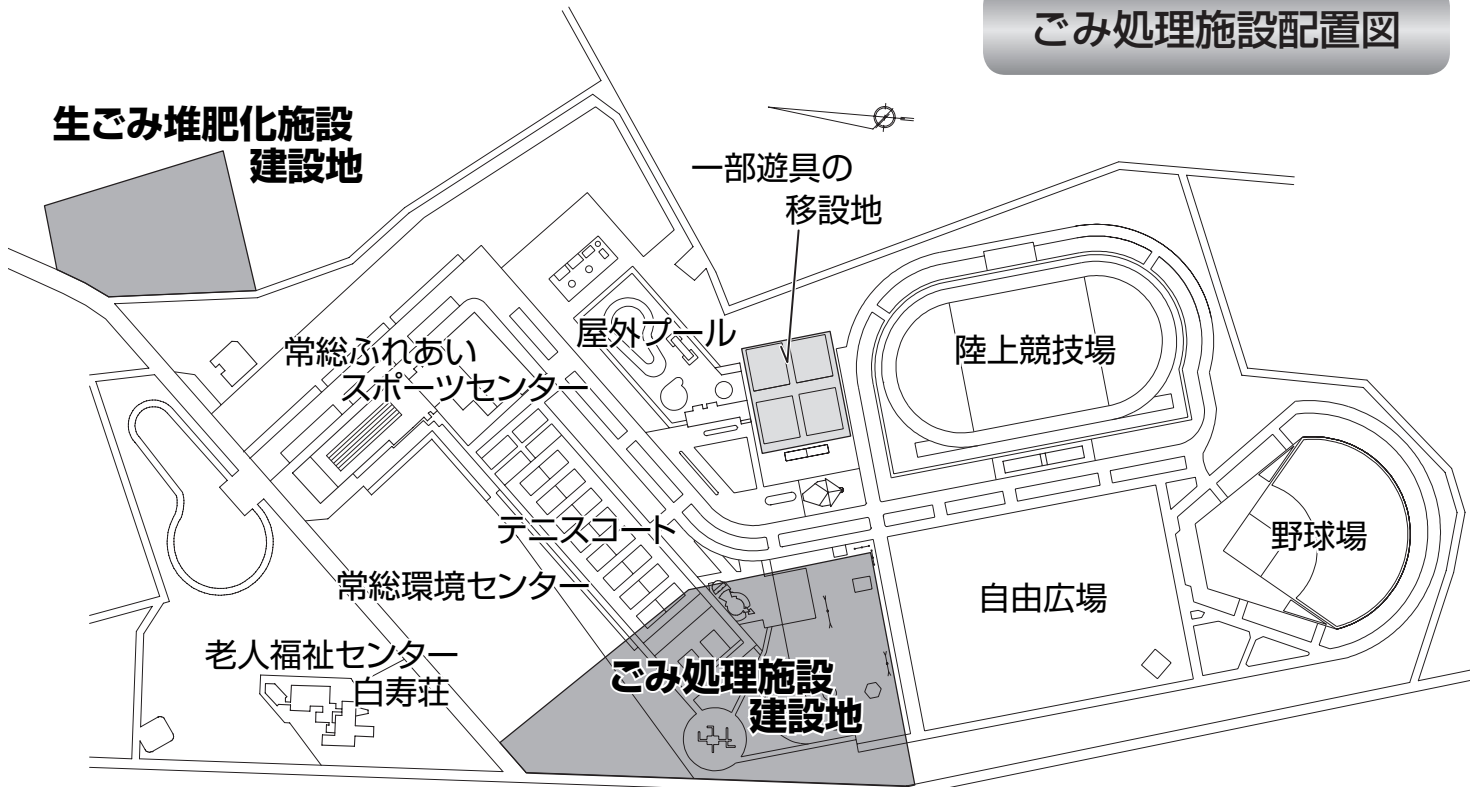 ごみ処理施設配置図
生ごみ堆肥化施設
建設地
一部遊具の
移設地
屋外プール
陸上競技場
常総ふれあい
スポーツセンター
テニスコート
野球場
常総環境センター
自由広場
老人福祉センター
白寿荘
ごみ処理施設
建設地